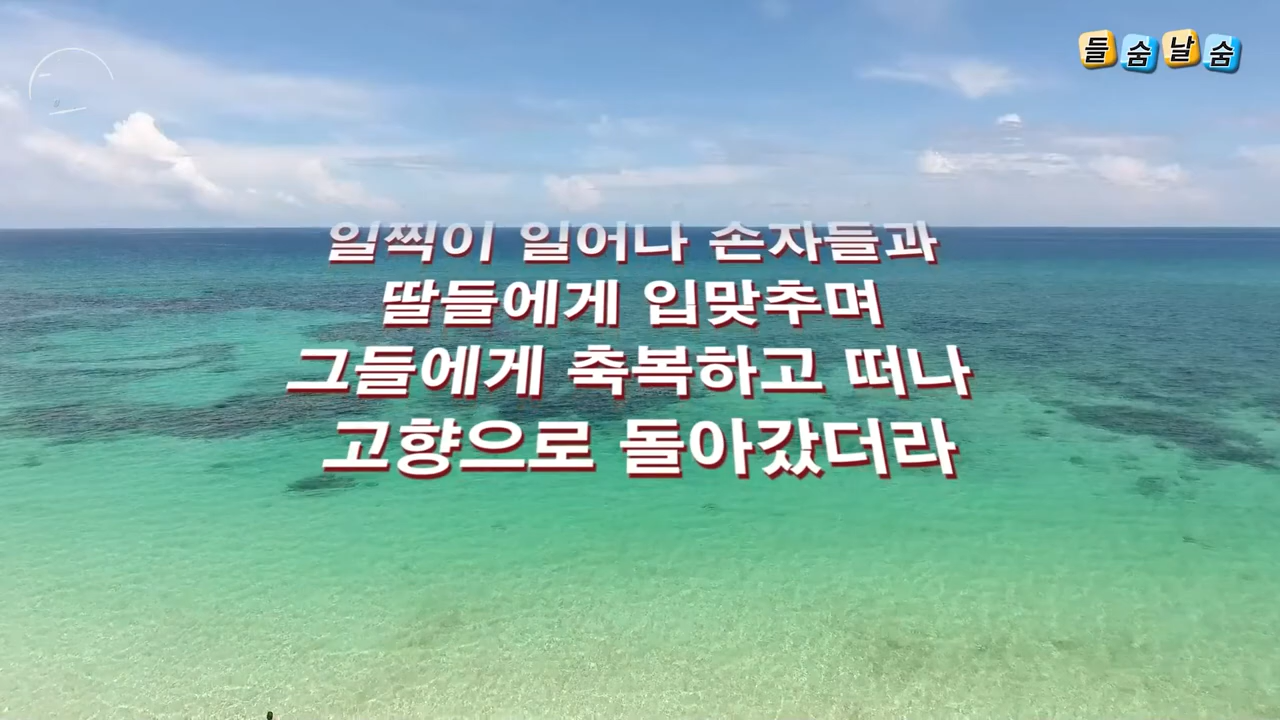 들숨날숨
일찍이 일어나 손자들과
딸들에게 입맞추며
그들에게 축복하고 떠나
고향으로 돌아갔더라